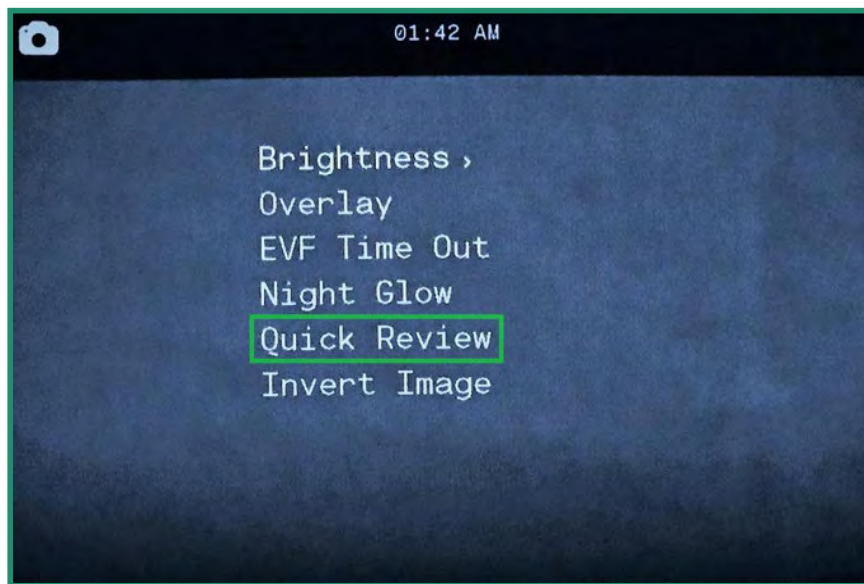 01:42 AM
Brightness ›
Overlay
EVF Time Out
Night Glow
Quick Review
Invert Image